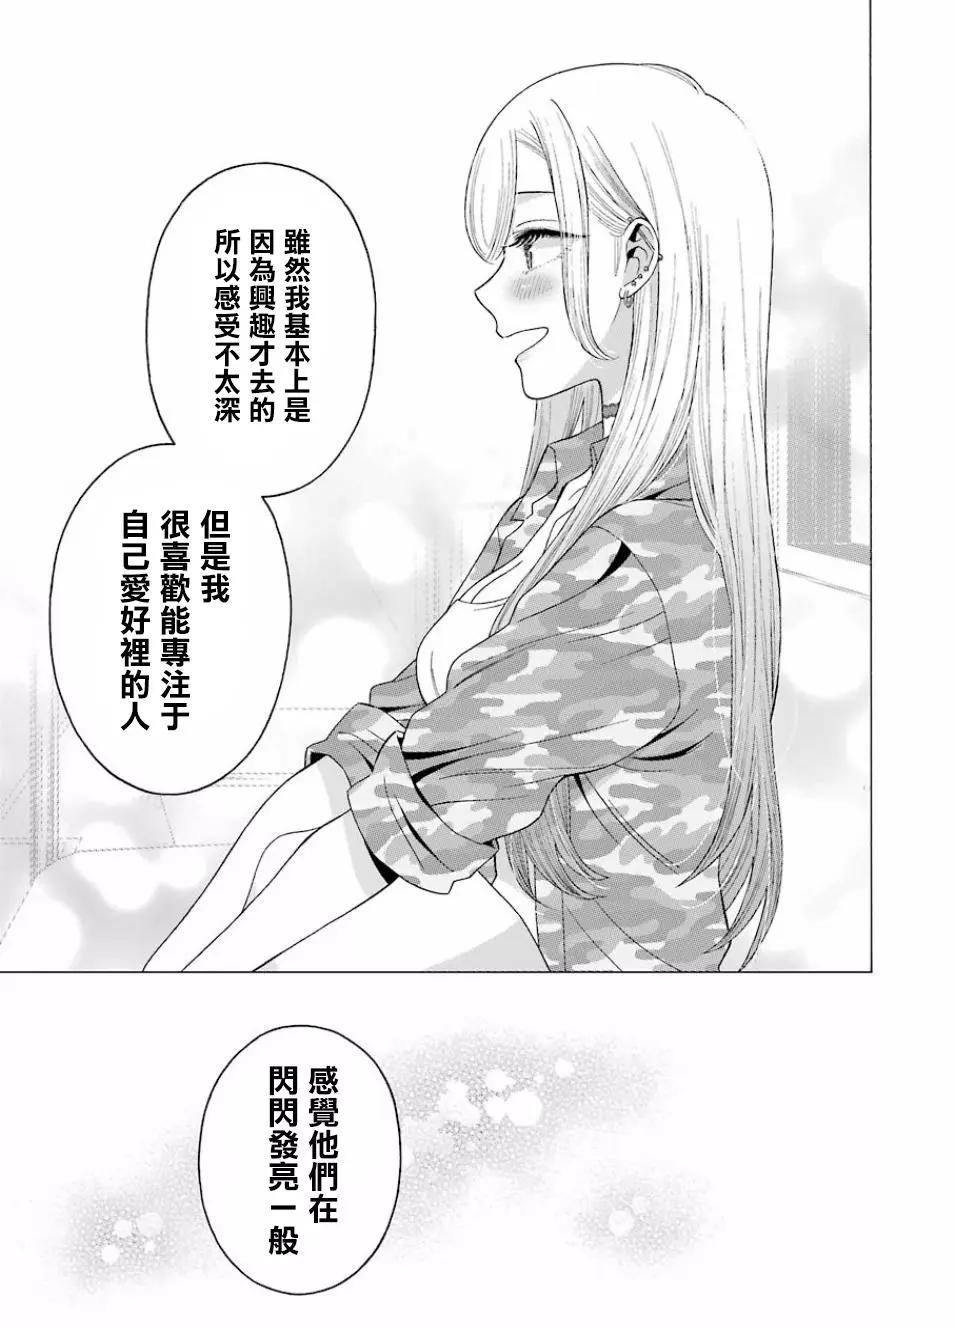 雖然我基本上是
因為興趣才去的
所以感受不太深
但是我
很喜歡能專注于
自己愛好裡的人
感覺他們在
閃閃發亮一般